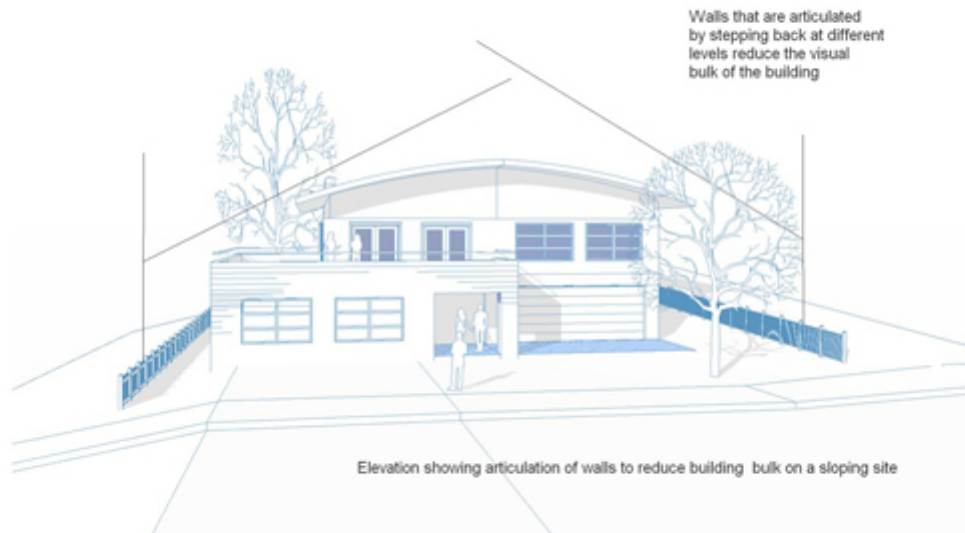 Walls that are articulated
by stepping back at different
levels reduce the visual
bulk of the building
Elevation showing articulation of walls to reduce building bulk on a sloping site